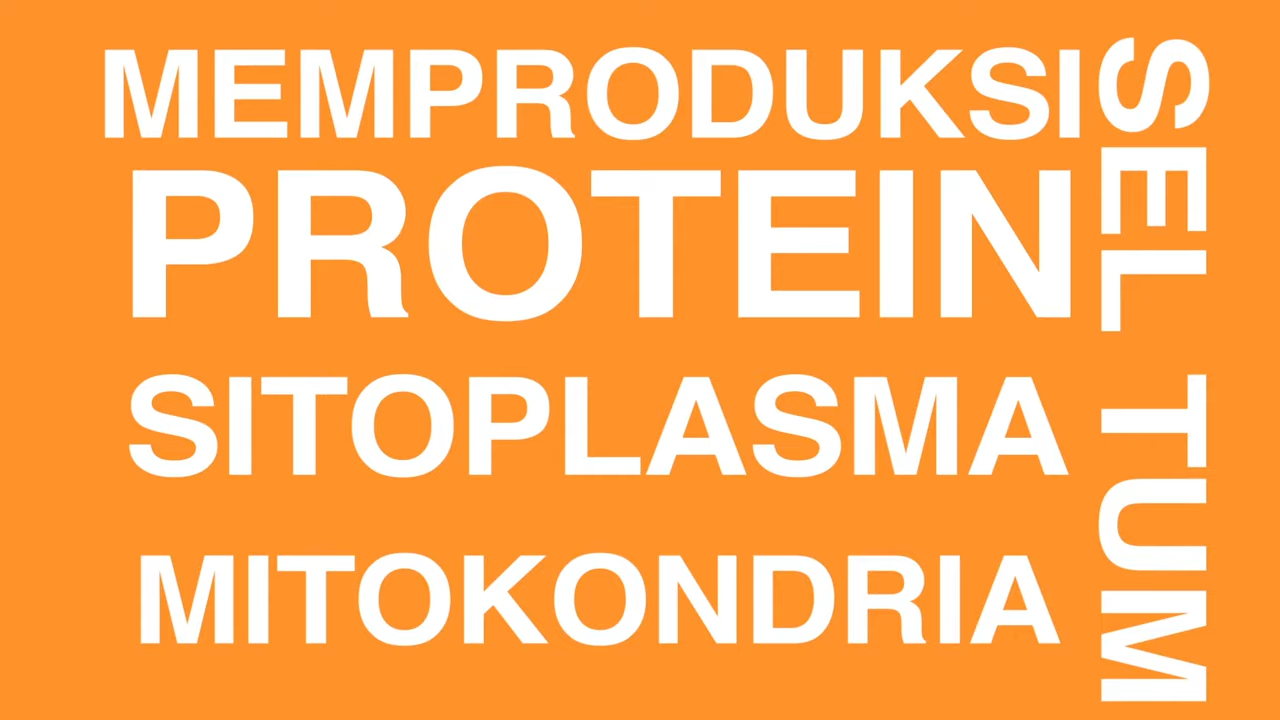 MEMPRODUKSI
PROTEIN
SITOPLASMA
MITOKONDRIA
SEL TUM